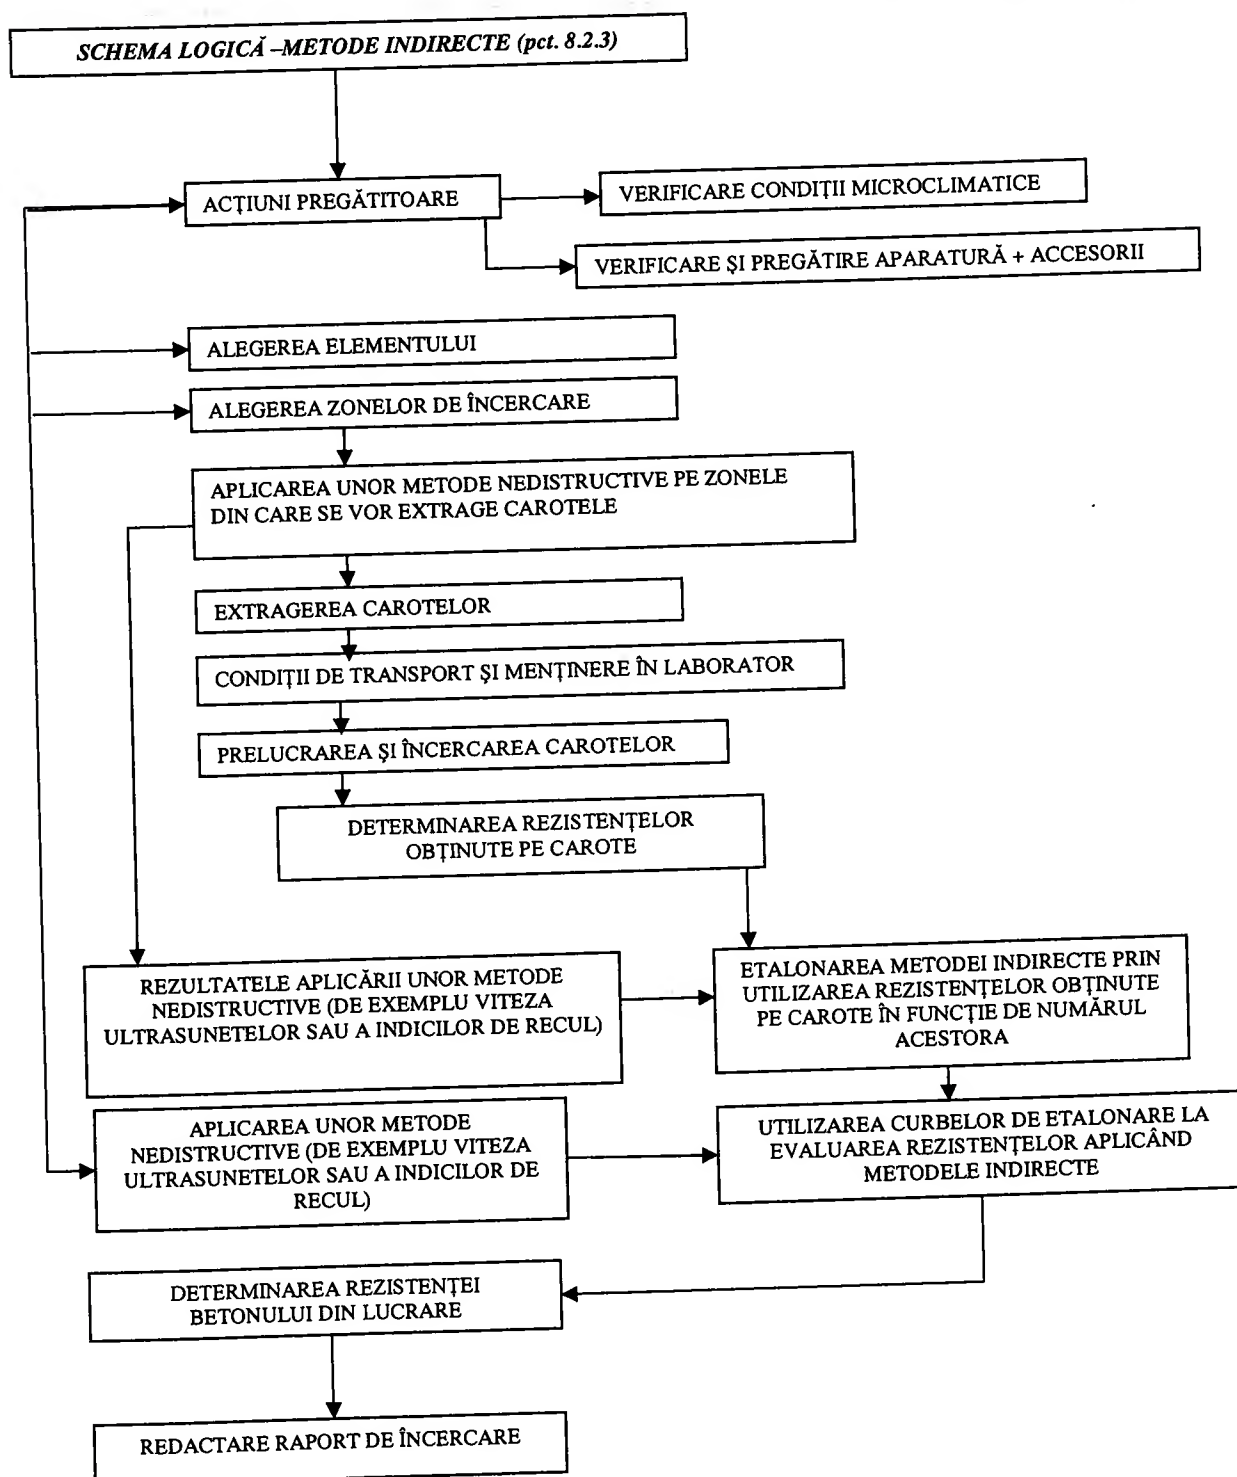 SCHEMA LOGICĂ –METODE INDIRECTE (pct. 8.2.3)
ACȚIUNI PREGĂTITOARE
VERIFICARE CONDIȚII MICROCLIMATICE
VERIFICARE ȘI PREGĂTIRE APARATURĂ + ACCESORII
ALEGEREA ELEMENTULUI
ALEGEREA ZONELOR DE ÎNCERCARE
APLICAREA UNOR METODE NEDISTRUCTIVE PE ZONELE
DIN CARE SE VOR EXTRAGE CAROTELE
EXTRAGEREA CAROTELOR
CONDIȚII DE TRANSPORT ȘI MENȚINERE ÎN LABORATOR
PRELUCRAREA ȘI ÎNCERCAREA CAROTELOR
DETERMINAREA REZISTENȚELOR
OBȚINUTE PE CAROTE
REZULTATELE APLICĂRII UNOR METODE
NEDISTRUCTIVE (DE EXEMPLU VITEZA
ULTRASUNETELOR SAU A INDICILOR DE RECUL)
ETALONAREA METODEI INDIRECTE PRIN
UTILIZAREA REZISTENȚELOR OBȚINUTE
PE CAROTE ÎN FUNCȚIE DE NUMĂRUL
ACESTORA
APLICAREA UNOR METODE
NEDISTRUCTIVE (DE EXEMPLU VITEZA
ULTRASUNETELOR SAU A INDICILOR DE
RECUL)
UTILIZAREA CURBELOR DE ETALONARE LA
EVALUAREA REZISTENȚELOR APLICÂND
METODELE INDIRECTE
DETERMINAREA REZISTENȚEI
BETONULUI DIN LUCRARE
REDACTARE RAPORT DE ÎNCERCARE